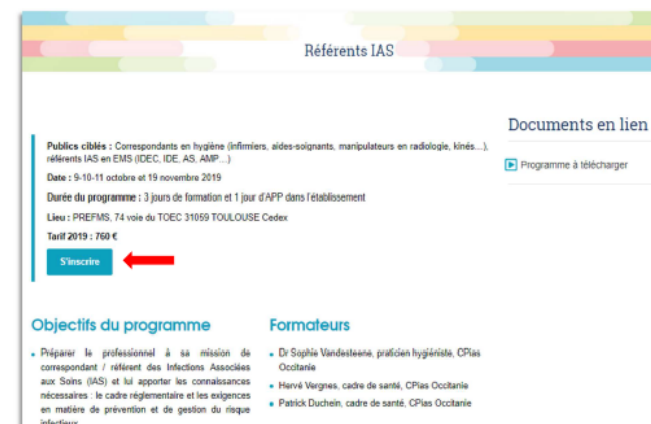 Référents IAS
Publics ciblés : Correspondants en hygiène (infirmiers, aides-soignants, manipulateurs en radiologie, kinés...),
référents IAS en EMS (IDEC, IDE, AS, AMP...)
Date : 9-10-11 octobre et 19 novembre 2019
Durée du programme : 3 jours de formation et 1 jour d'APP dans l'établissement
Lieu : PREFMS, 74 voie du TOEC 31059 TOULOUSE Cedex
Tarif 2019 : 760 €
S'inscrire
Documents en lien
Programme à télécharger
Objectifs du programme
Préparer le professionnel à sa mission de
correspondant / référent des Infections Associées
aux Soins (IAS) et lui apporter les connaissances
nécessaires : le cadre réglementaire et les exigences
en matière de prévention et de gestion du risque
infectieux
Formateurs
Dr Sophie Vandesteene, praticien hygiéniste, CPias
Occitanie
Hervé Vergnes, cadre de santé, CPias Occitanie
Patrick Duchein, cadre de santé, CPias Occitanie